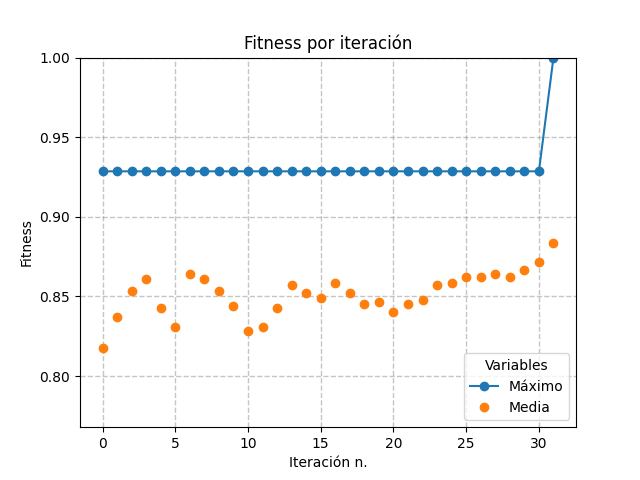 Fitness por iteración
1.00
0.95
0.90
0.85
0.80
Fitness
0
5
10
15
20
25
30
Iteración n.
Variables
Máximo
Media